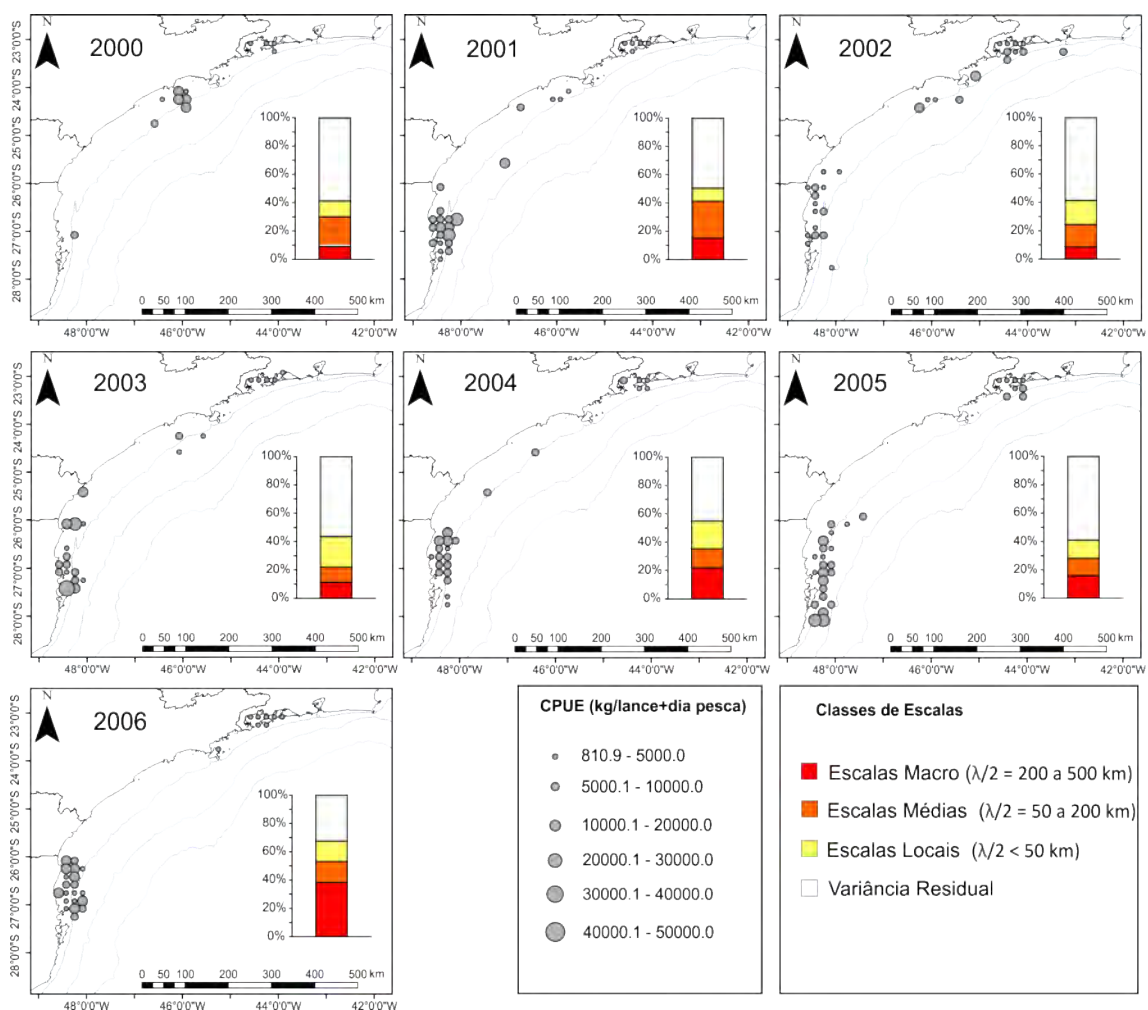 N
2000
23°0'0"S
24°0'0"S
25°0'0"S
26°0'0"S
27°0'0"S
28°0'0"S
100%
80%
60%
40%
20%
0%
0 50 100 200 300 400 500 km
48°0'0"W 46°0'0"W 44°0'0"W 42°0'0"W
N
2001
100%
80%
60%
40%
20%
0%
0 50 100 200 300 400 500 km
48°0'0"W 46°0'0"W 44°0'0"W 42°0'0"W
N
2002
100%
80%
60%
40%
20%
0%
0 50 100 200 300 400 500 km
48°0'0"W 46°0'0"W 44°0'0"W 42°0'0"W
N
2003
23°0'0"S
24°0'0"S
25°0'0"S
26°0'0"S
27°0'0"S
28°0'0"S
100%
80%
60%
40%
20%
0%
0 50 100 200 300 400 500 km
48°0'0"W 46°0'0"W 44°0'0"W 42°0'0"W
N
2004
100%
80%
60%
40%
20%
0%
0 50 100 200 300 400 500 km
48°0'0"W 46°0'0"W 44°0'0"W 42°0'0"W
N
2005
100%
80%
60%
40%
20%
0%
0 50 100 200 300 400 500 km
48°0'0"W 46°0'0"W 44°0'0"W 42°0'0"W
N
2006
23°0'0"S
24°0'0"S
25°0'0"S
26°0'0"S
27°0'0"S
28°0'0"S
100%
80%
60%
40%
20%
0%
0 50 100 200 300 400 500 km
48°0'0"W 46°0'0"W 44°0'0"W 42°0'0"W
CPUE (kg/lance+dia pesca)
810.9 - 5000.0
5000.1 - 10000.0
10000.1 - 20000.0
20000.1 - 30000.0
30000.1 - 40000.0
40000.1 - 50000.0
Classes de Escalas
Escalas Macro (λ/2 = 200 a 500 km)
Escalas Médias (λ/2 = 50 a 200 km)
Escalas Locais (λ/2 < 50 km)
Variância Residual